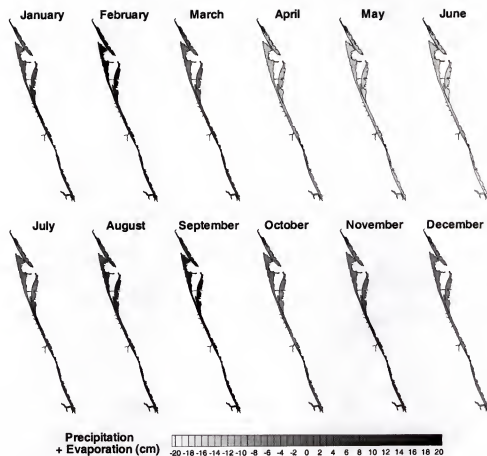 January February March April May June
July August September October November December
Precipitation
+ Evaporation (cm)
-20 -18 -16 -14 -12 -10 -8 -6 -4 -2 0 2 4 6 8 10 12 14 16 18 20